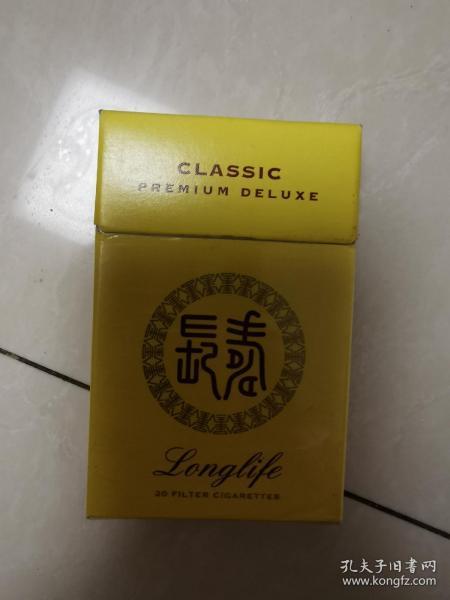 CLASSIC
PREMIUM DELUXE
長壽
Longlife
20 FILTER CIGARETTES
孔夫子旧书网
www.kongfz.com